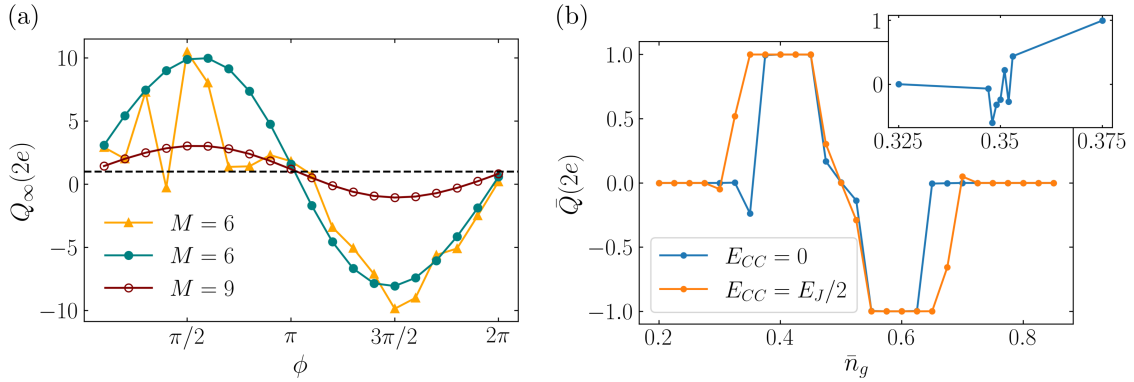 (a)
10
5
0
−5
−10
Q∞(2e)
M = 6
M = 6
M = 9
π/2
π
3π/2
2π
ϕ
(b)
1.0
0.5
0.0
−0.5
−1.0
Q̄(2e)
E_CC = 0
E_CC = E_J/2
0.2
0.4
0.6
0.8
n̄_g
1
0
0.325
0.35
0.375